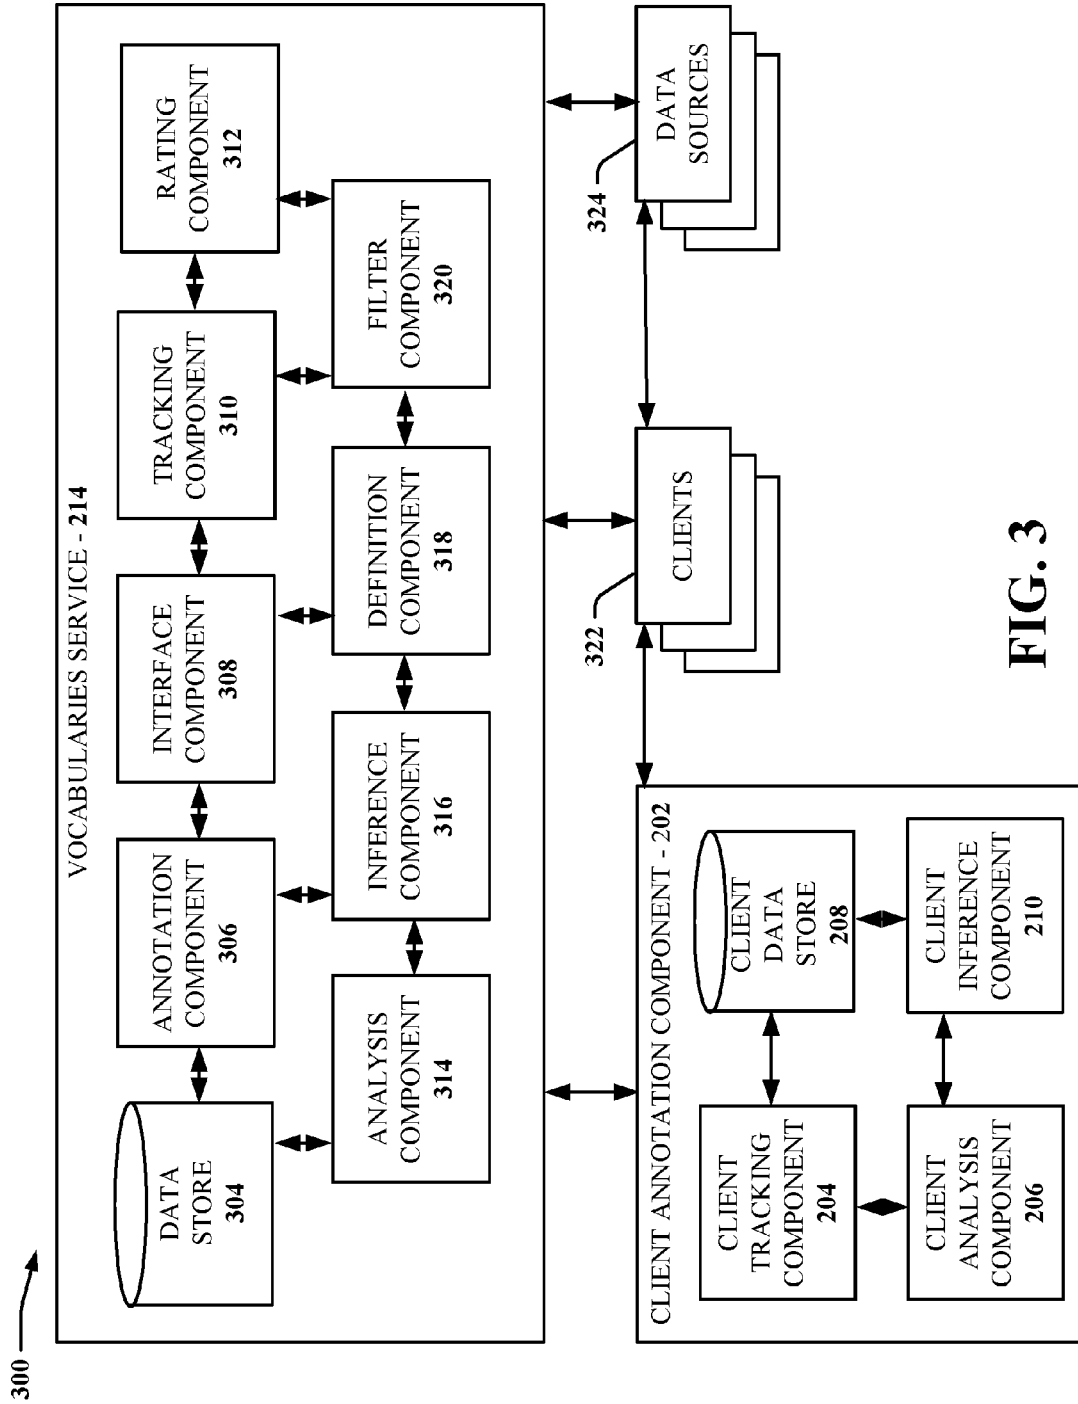 300
VOCABULARIES SERVICE - 214
DATA
STORE
304
ANNOTATION
COMPONENT
306
INTERFACE
COMPONENT
308
TRACKING
COMPONENT
310
RATING
COMPONENT
312
ANALYSIS
COMPONENT
314
INFERENCE
COMPONENT
316
DEFINITION
COMPONENT
318
FILTER
COMPONENT
320
CLIENT ANNOTATION COMPONENT - 202
CLIENT
TRACKING
COMPONENT
204
CLIENT
DATA
STORE
208
CLIENT
ANALYSIS
COMPONENT
206
CLIENT
INFERENCE
COMPONENT
210
322
CLIENTS
324
DATA
SOURCES
FIG. 3